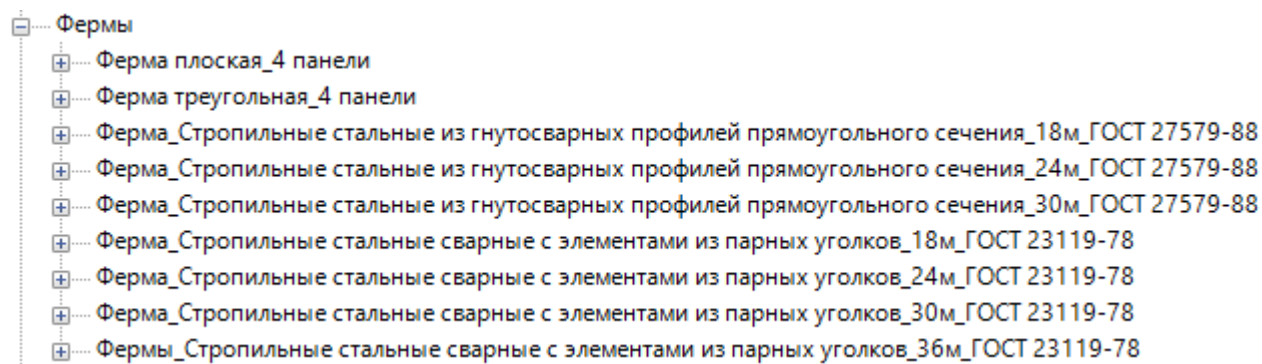 Фермы
Ферма плоская_4 панели
Ферма треугольная_4 панели
Ферма_Стропильные стальные из гнутосварных профилей прямоугольного сечения_18м_ГОСТ 27579-88
Ферма_Стропильные стальные из гнутосварных профилей прямоугольного сечения_24м_ГОСТ 27579-88
Ферма_Стропильные стальные из гнутосварных профилей прямоугольного сечения_30м_ГОСТ 27579-88
Ферма_Стропильные стальные сварные с элементами из парных уголков_18м_ГОСТ 23119-78
Ферма_Стропильные стальные сварные с элементами из парных уголков_24м_ГОСТ 23119-78
Ферма_Стропильные стальные сварные с элементами из парных уголков_30м_ГОСТ 23119-78
Фермы_Стропильные стальные сварные с элементами из парных уголков_36м_ГОСТ 23119-78